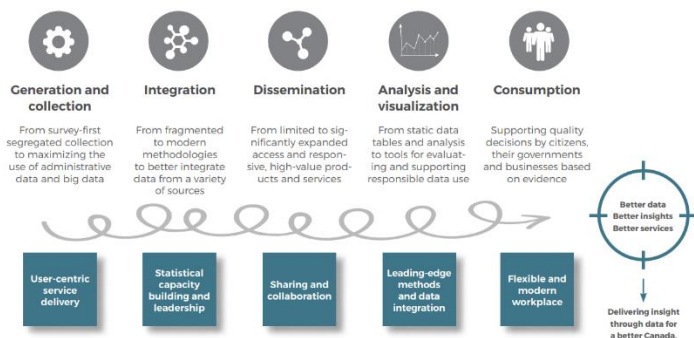 Generation and
collection
From survey-first
segregated collection
to maximizing the
use of administrative
data and big data
Integration
From fragmented
to modern
methodologies
to better integrate
data from a variety
of sources
Dissemination
From limited to sig-
nificantly expanded
access and respon-
sive, high-value prod-
ucts and services
Analysis and
visualization
From static data
tables and analysis
to tools for evaluat-
ing and supporting
responsible data use
Consumption
Supporting quality
decisions by citizens,
their governments
and businesses based
on evidence
Better data
Better insights
Better services
User-centric
service
delivery
Statistical
capacity
building and
leadership
Sharing and
collaboration
Leading-edge
methods
and data
integration
Flexible and
modern
workplace
Delivering insight
through data for
a better Canada.